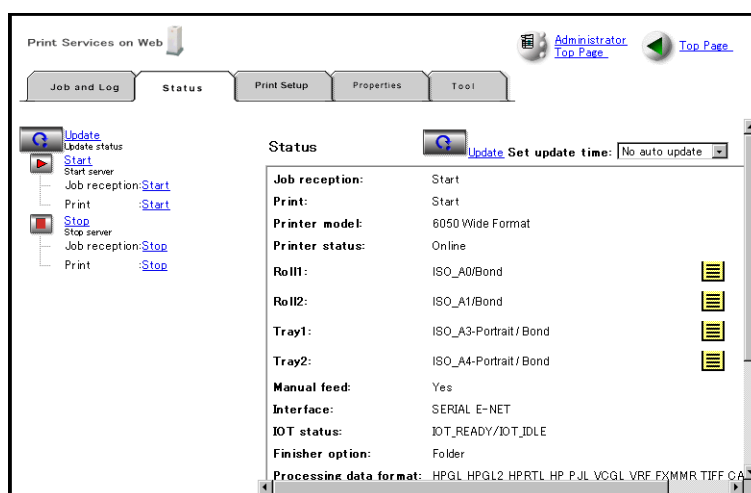 Print Services on Web
Administrator
Top Page
Top Page
Job and Log
Status
Print Setup
Properties
Tool
Update
Update status
Start
Start server
Job reception:Start
Print :Start
Stop
Stop server
Job reception:Stop
Print :Stop
Status
Update Set update time: No auto update
Job reception: Start
Print: Start
Printer model: 6050 Wide Format
Printer status: Online
Roll1: ISO_A0/Bond
Roll2: ISO_A1/Bond
Tray1: ISO_A3-Portrait / Bond
Tray2: ISO_A4-Portrait / Bond
Manual feed: Yes
Interface: SERIAL E-NET
IOT status: IOT_READY/IOT_IDLE
Finisher option: Folder
Processing data format: HPGL HPGL2 HPRTL HP PJL VCGL VRF FXMMR TIFF CA